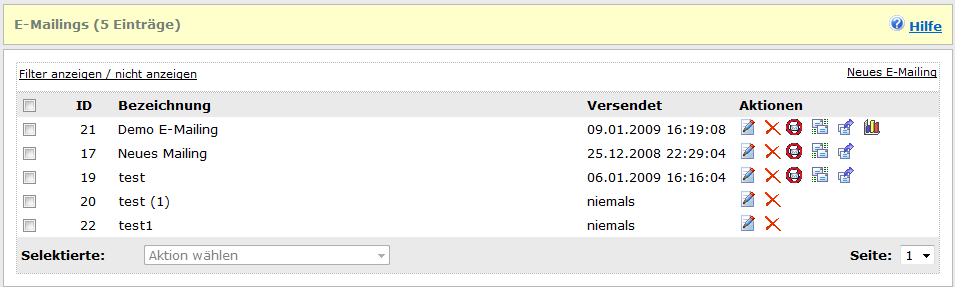 E-Mailings (5 Einträge) Hilfe
Filter anzeigen / nicht anzeigen Neues E-Mailing
ID Bezeichnung Versendet Aktionen
21 Demo E-Mailing 09.01.2009 16:19:08
17 Neues Mailing 25.12.2008 22:29:04
19 test 06.01.2009 16:16:04
20 test (1) niemals
22 test1 niemals
Selektierte: Aktion wählen Seite: 1